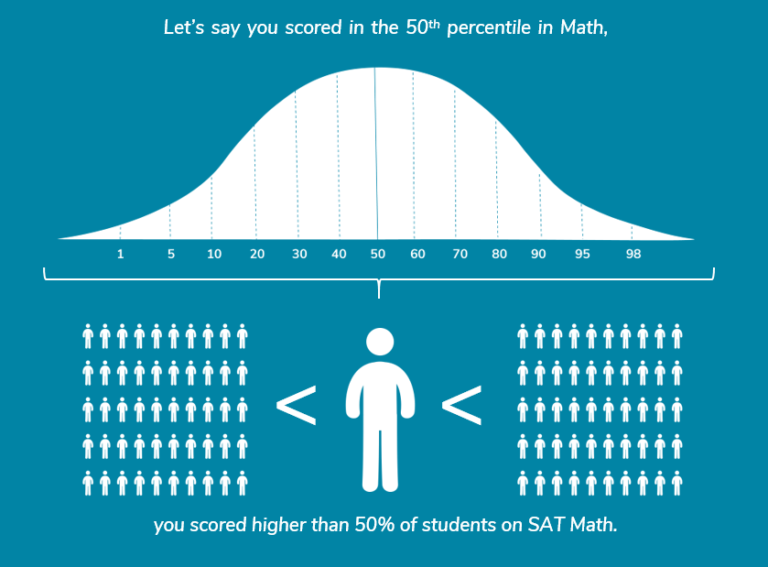 Let's say you scored in the 50th percentile in Math,
1 5 10 20 30 40 50 60 70 80 90 95 98
< <
you scored higher than 50% of students on SAT Math.